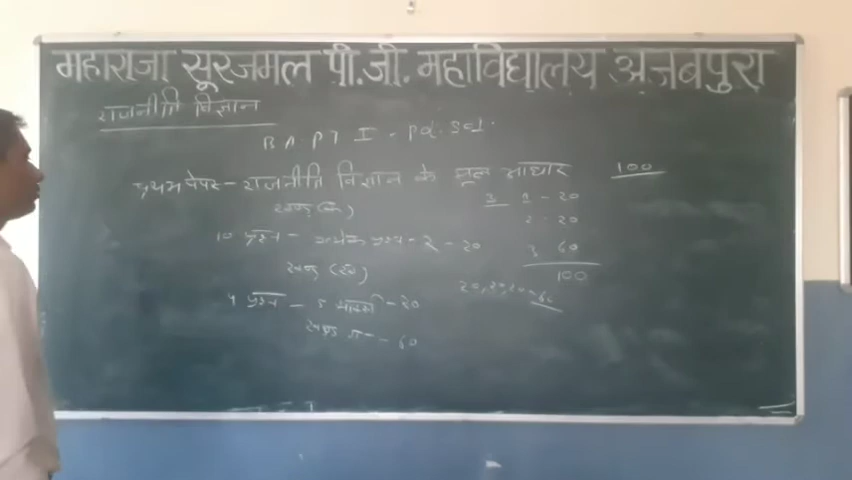 महाराजा सूरजमल पी.जी. महाविद्यालय अजबपुरा
राजनीति विज्ञान
B A. PT I - Pol. Sci.
प्रथम पेपर - राजनीति विज्ञान के मूल आधार 100
खण्ड (क)
3 1 - 20
2 - 20
10 प्रश्न - प्रत्येक प्रश्न - 2 - 20
3 60
खण्ड (ख)
100
20, 20, 20 - 60
4 प्रश्न - 5 - 20
खण्ड - 60